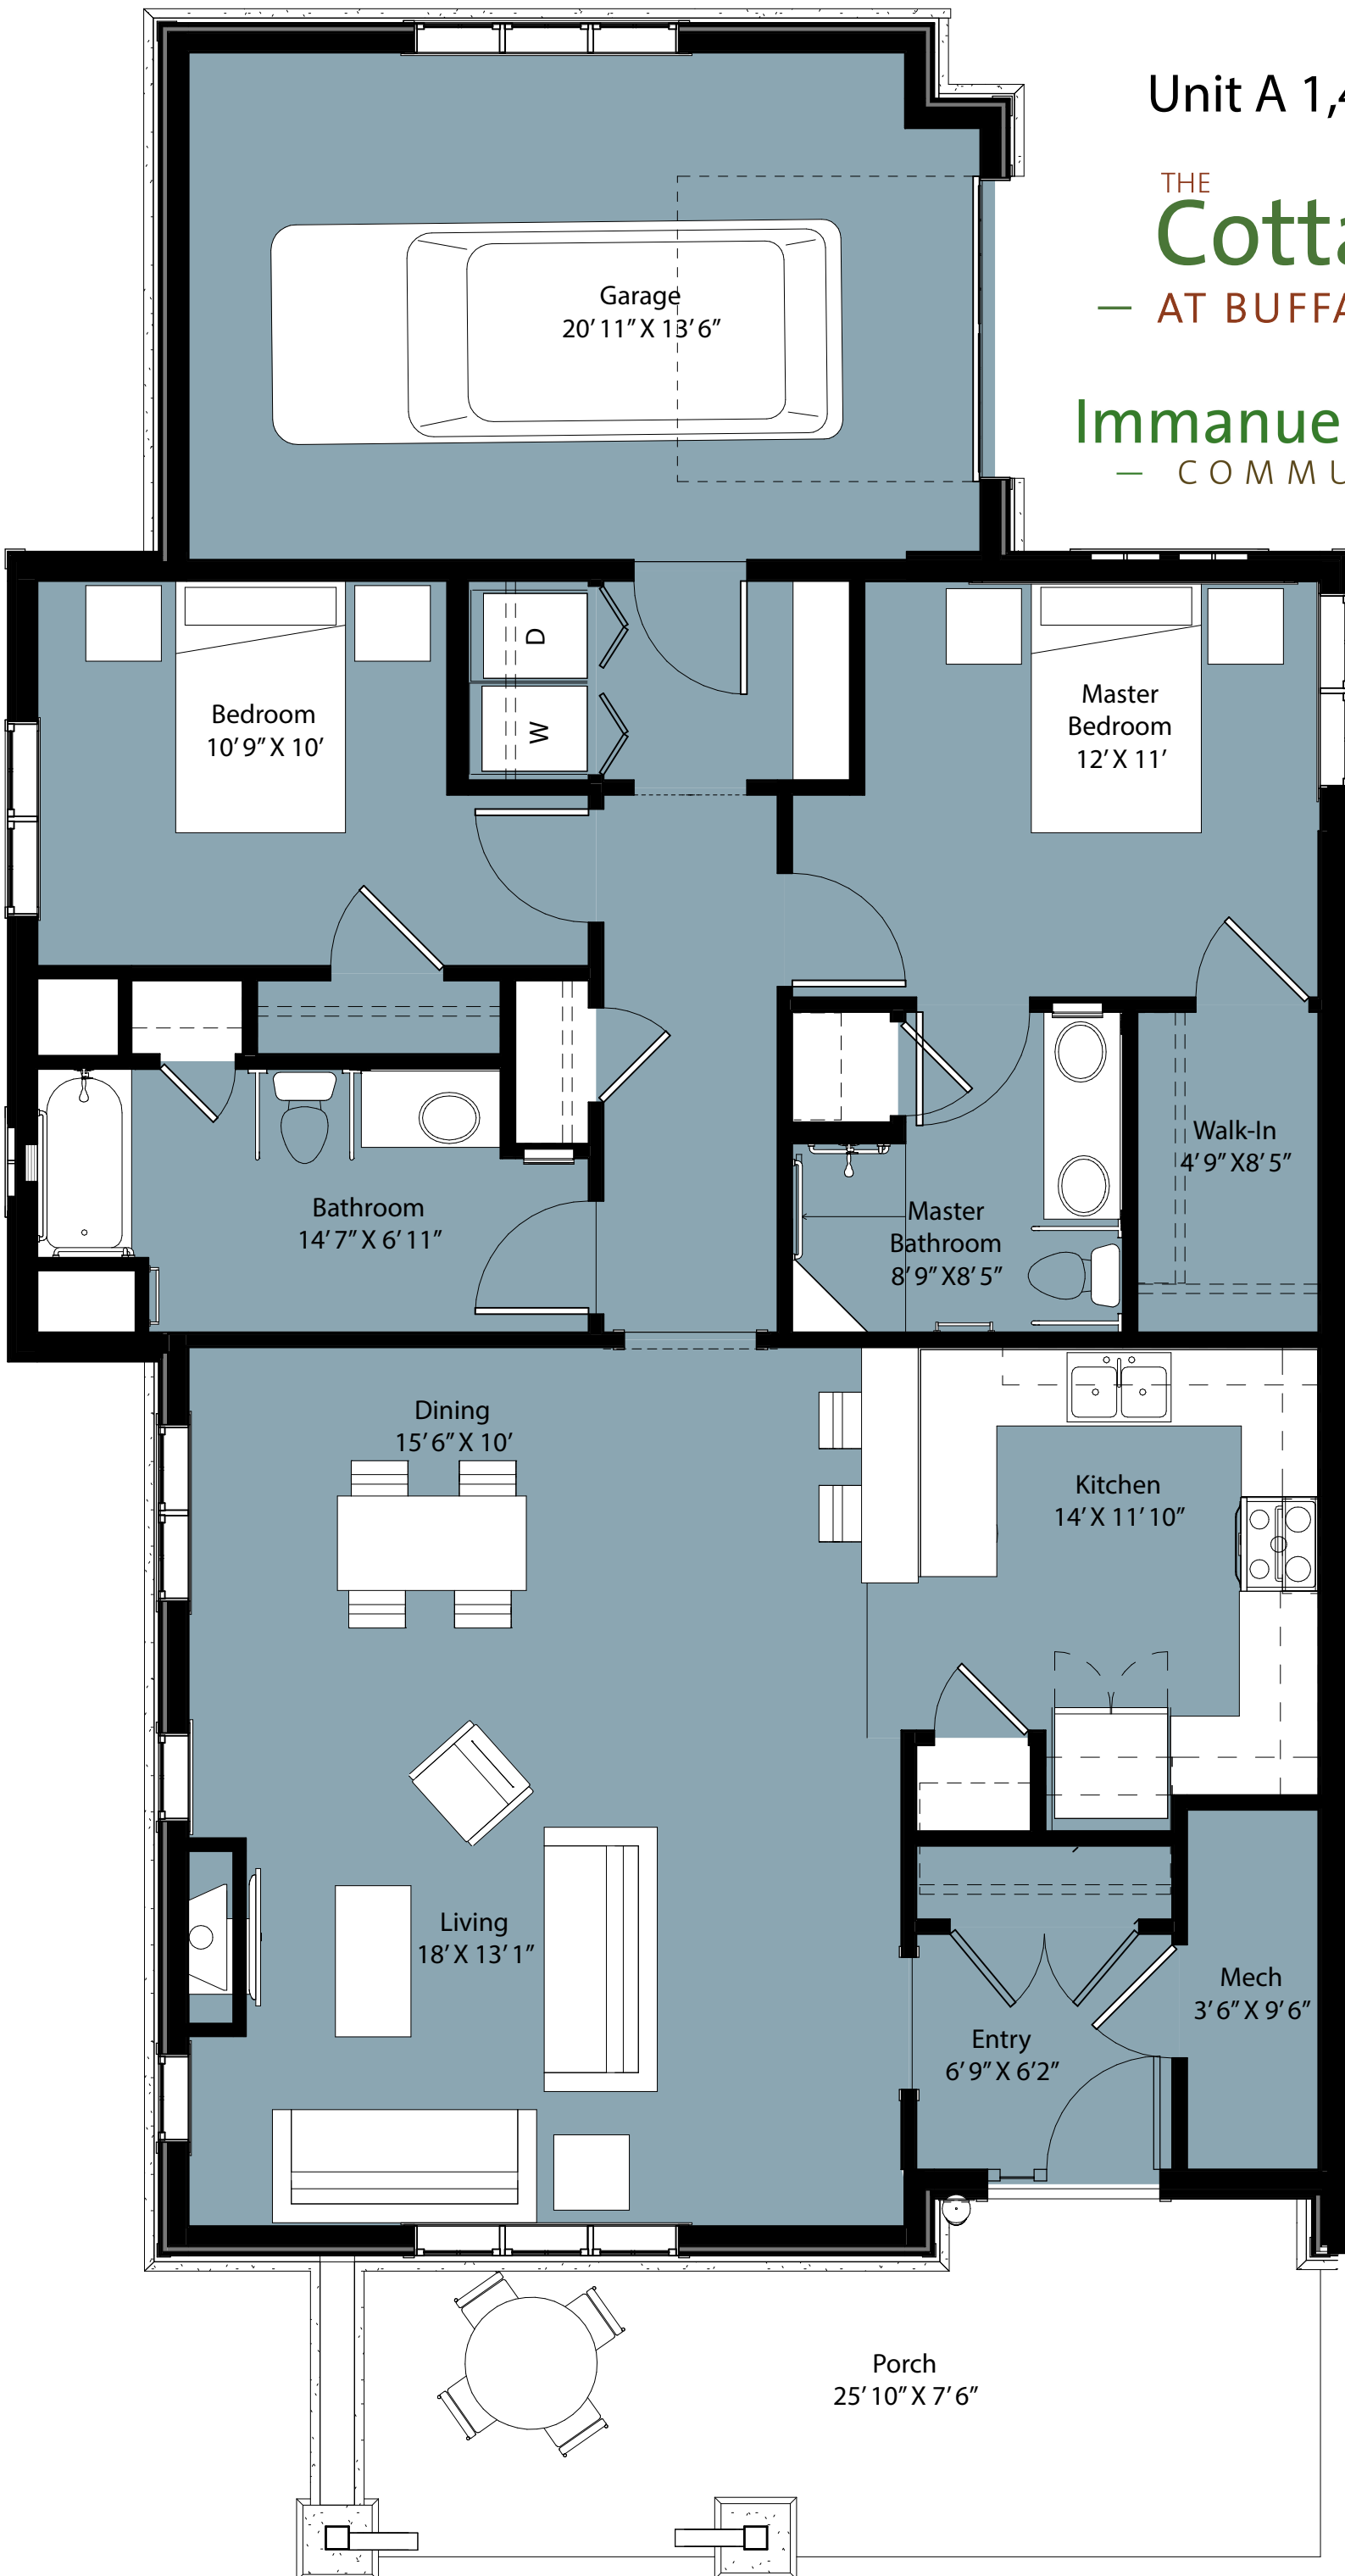 Unit A 1,4
THE
Cotta
— AT BUFFA
Immanue
— COMMU
Garage
20' 11" X 13' 6"
D
W
Bedroom
10' 9" X 10'
Master
Bedroom
12' X 11'
Walk-In
4' 9" X8' 5"
Bathroom
14' 7" X 6' 11"
Master
Bathroom
8' 9" X8' 5"
Dining
15' 6" X 10'
Kitchen
14' X 11' 10"
Living
18' X 13' 1"
Mech
3' 6" X 9' 6"
Entry
6' 9" X 6'2"
Porch
25' 10" X 7' 6"